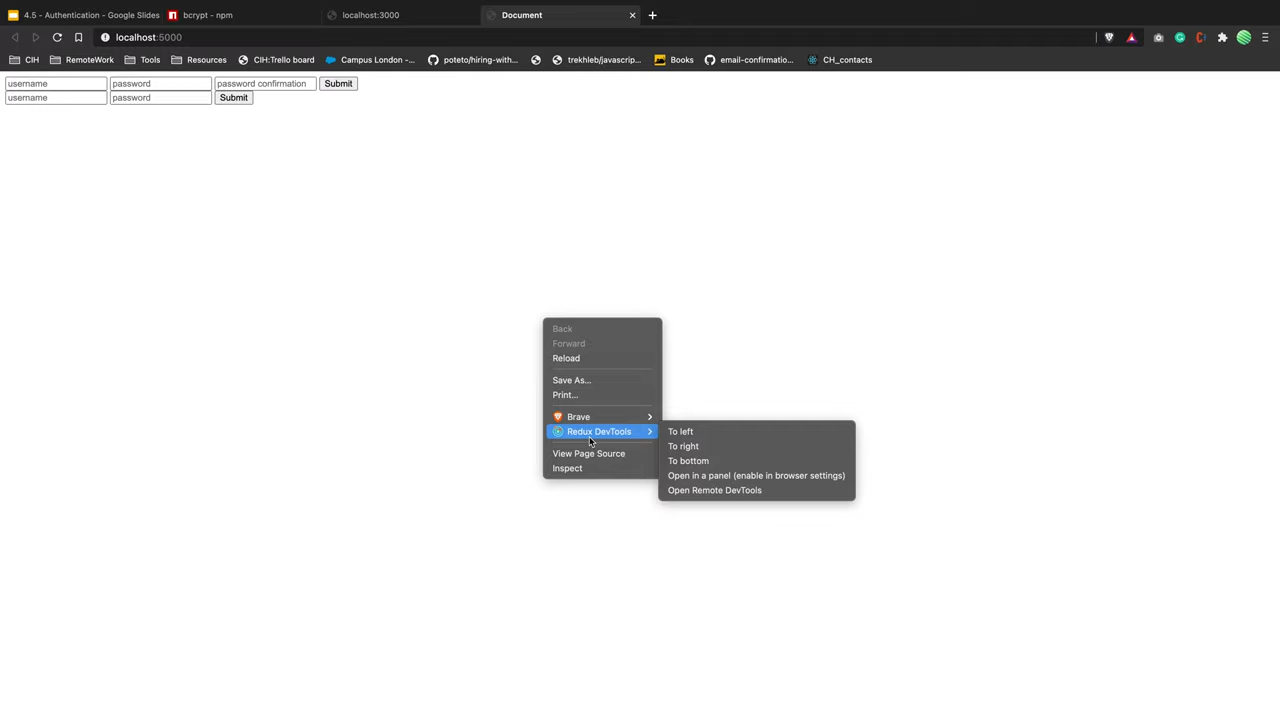 4.5 - Authentication - Google Slides
bcrypt - npm
localhost:3000
Document
localhost:5000
CIH
RemoteWork
Tools
Resources
CIH:Trello board
Campus London -...
poteto/hiring-with...
trekhleb/javascrip...
Books
email-confirmatio...
CH_contacts
username password password confirmation Submit
username password Submit
Back
Forward
Reload
Save As...
Print...
Brave
Redux DevTools
View Page Source
Inspect
To left
To right
To bottom
Open in a panel (enable in browser settings)
Open Remote DevTools